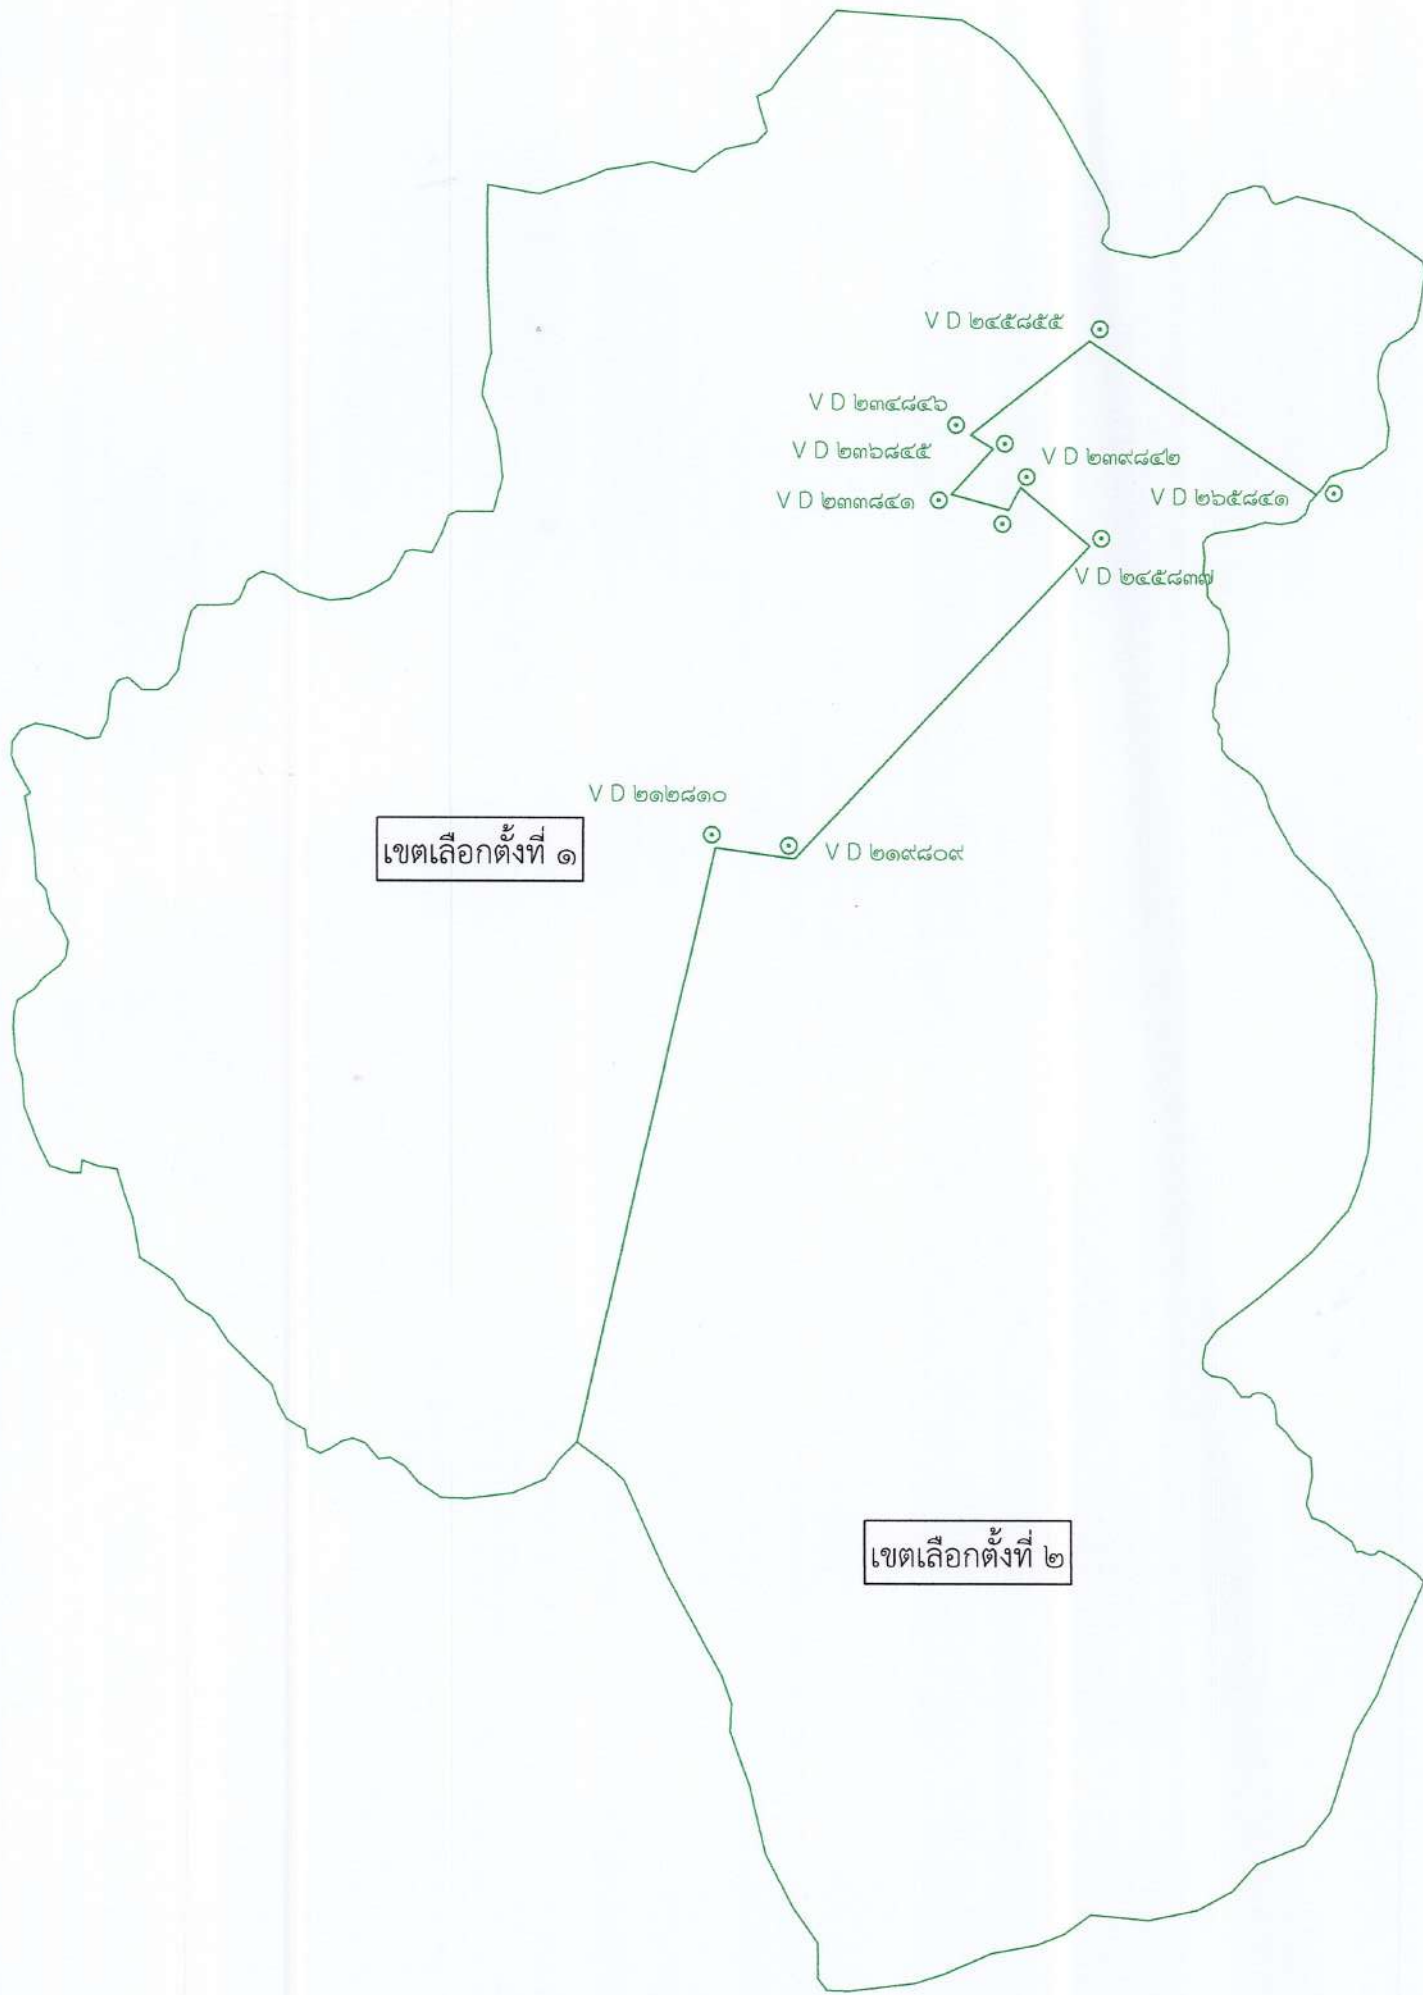 V D ๒๔๕๘๕๕
V D ๒๓๔๘๔๖
V D ๒๓๖๘๔๕
V D ๒๓๙๘๔๒
V D ๒๓๓๘๔๑
V D ๒๖๕๘๔๑
V D ๒๔๕๘๓๗
V D ๒๑๒๘๑๐
เขตเลือกตั้งที่ ๑
V D ๒๑๙๘๐๙
เขตเลือกตั้งที่ ๒